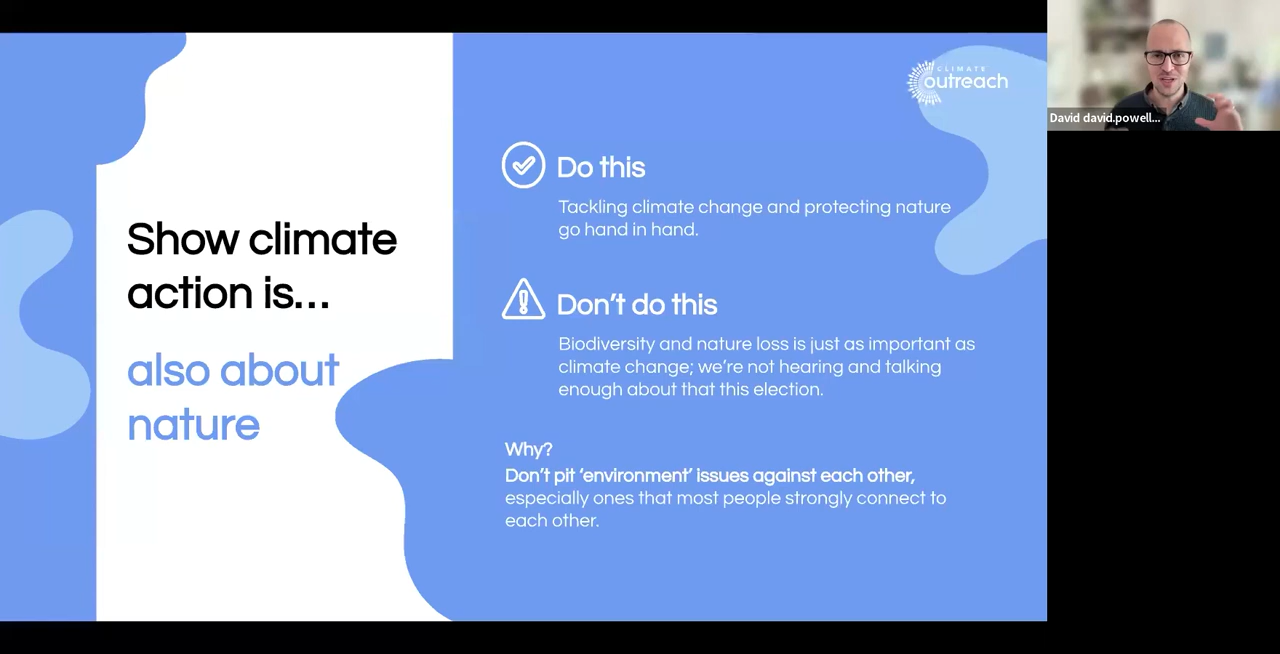 Show climate
action is...
also about
nature
CLIMATE
outreach
Do this
Tackling climate change and protecting nature
go hand in hand.
Don't do this
Biodiversity and nature loss is just as important as
climate change; we're not hearing and talking
enough about that this election.
Why?
Don't pit 'environment' issues against each other,
especially ones that most people strongly connect to
each other.
David david.powell...